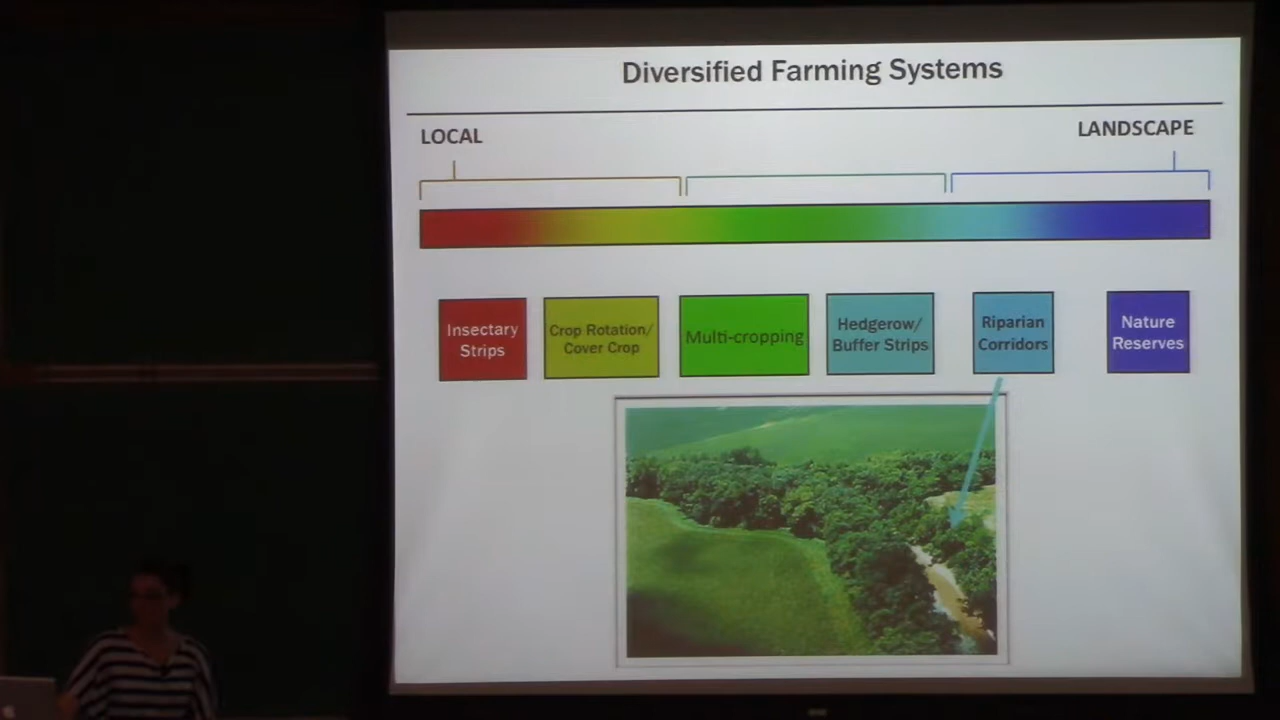 Diversified Farming Systems
LOCAL
LANDSCAPE
Insectary
Strips
Crop Rotation/
Cover Crop
Multi-cropping
Hedgerow/
Buffer Strips
Riparian
Corridors
Nature
Reserves